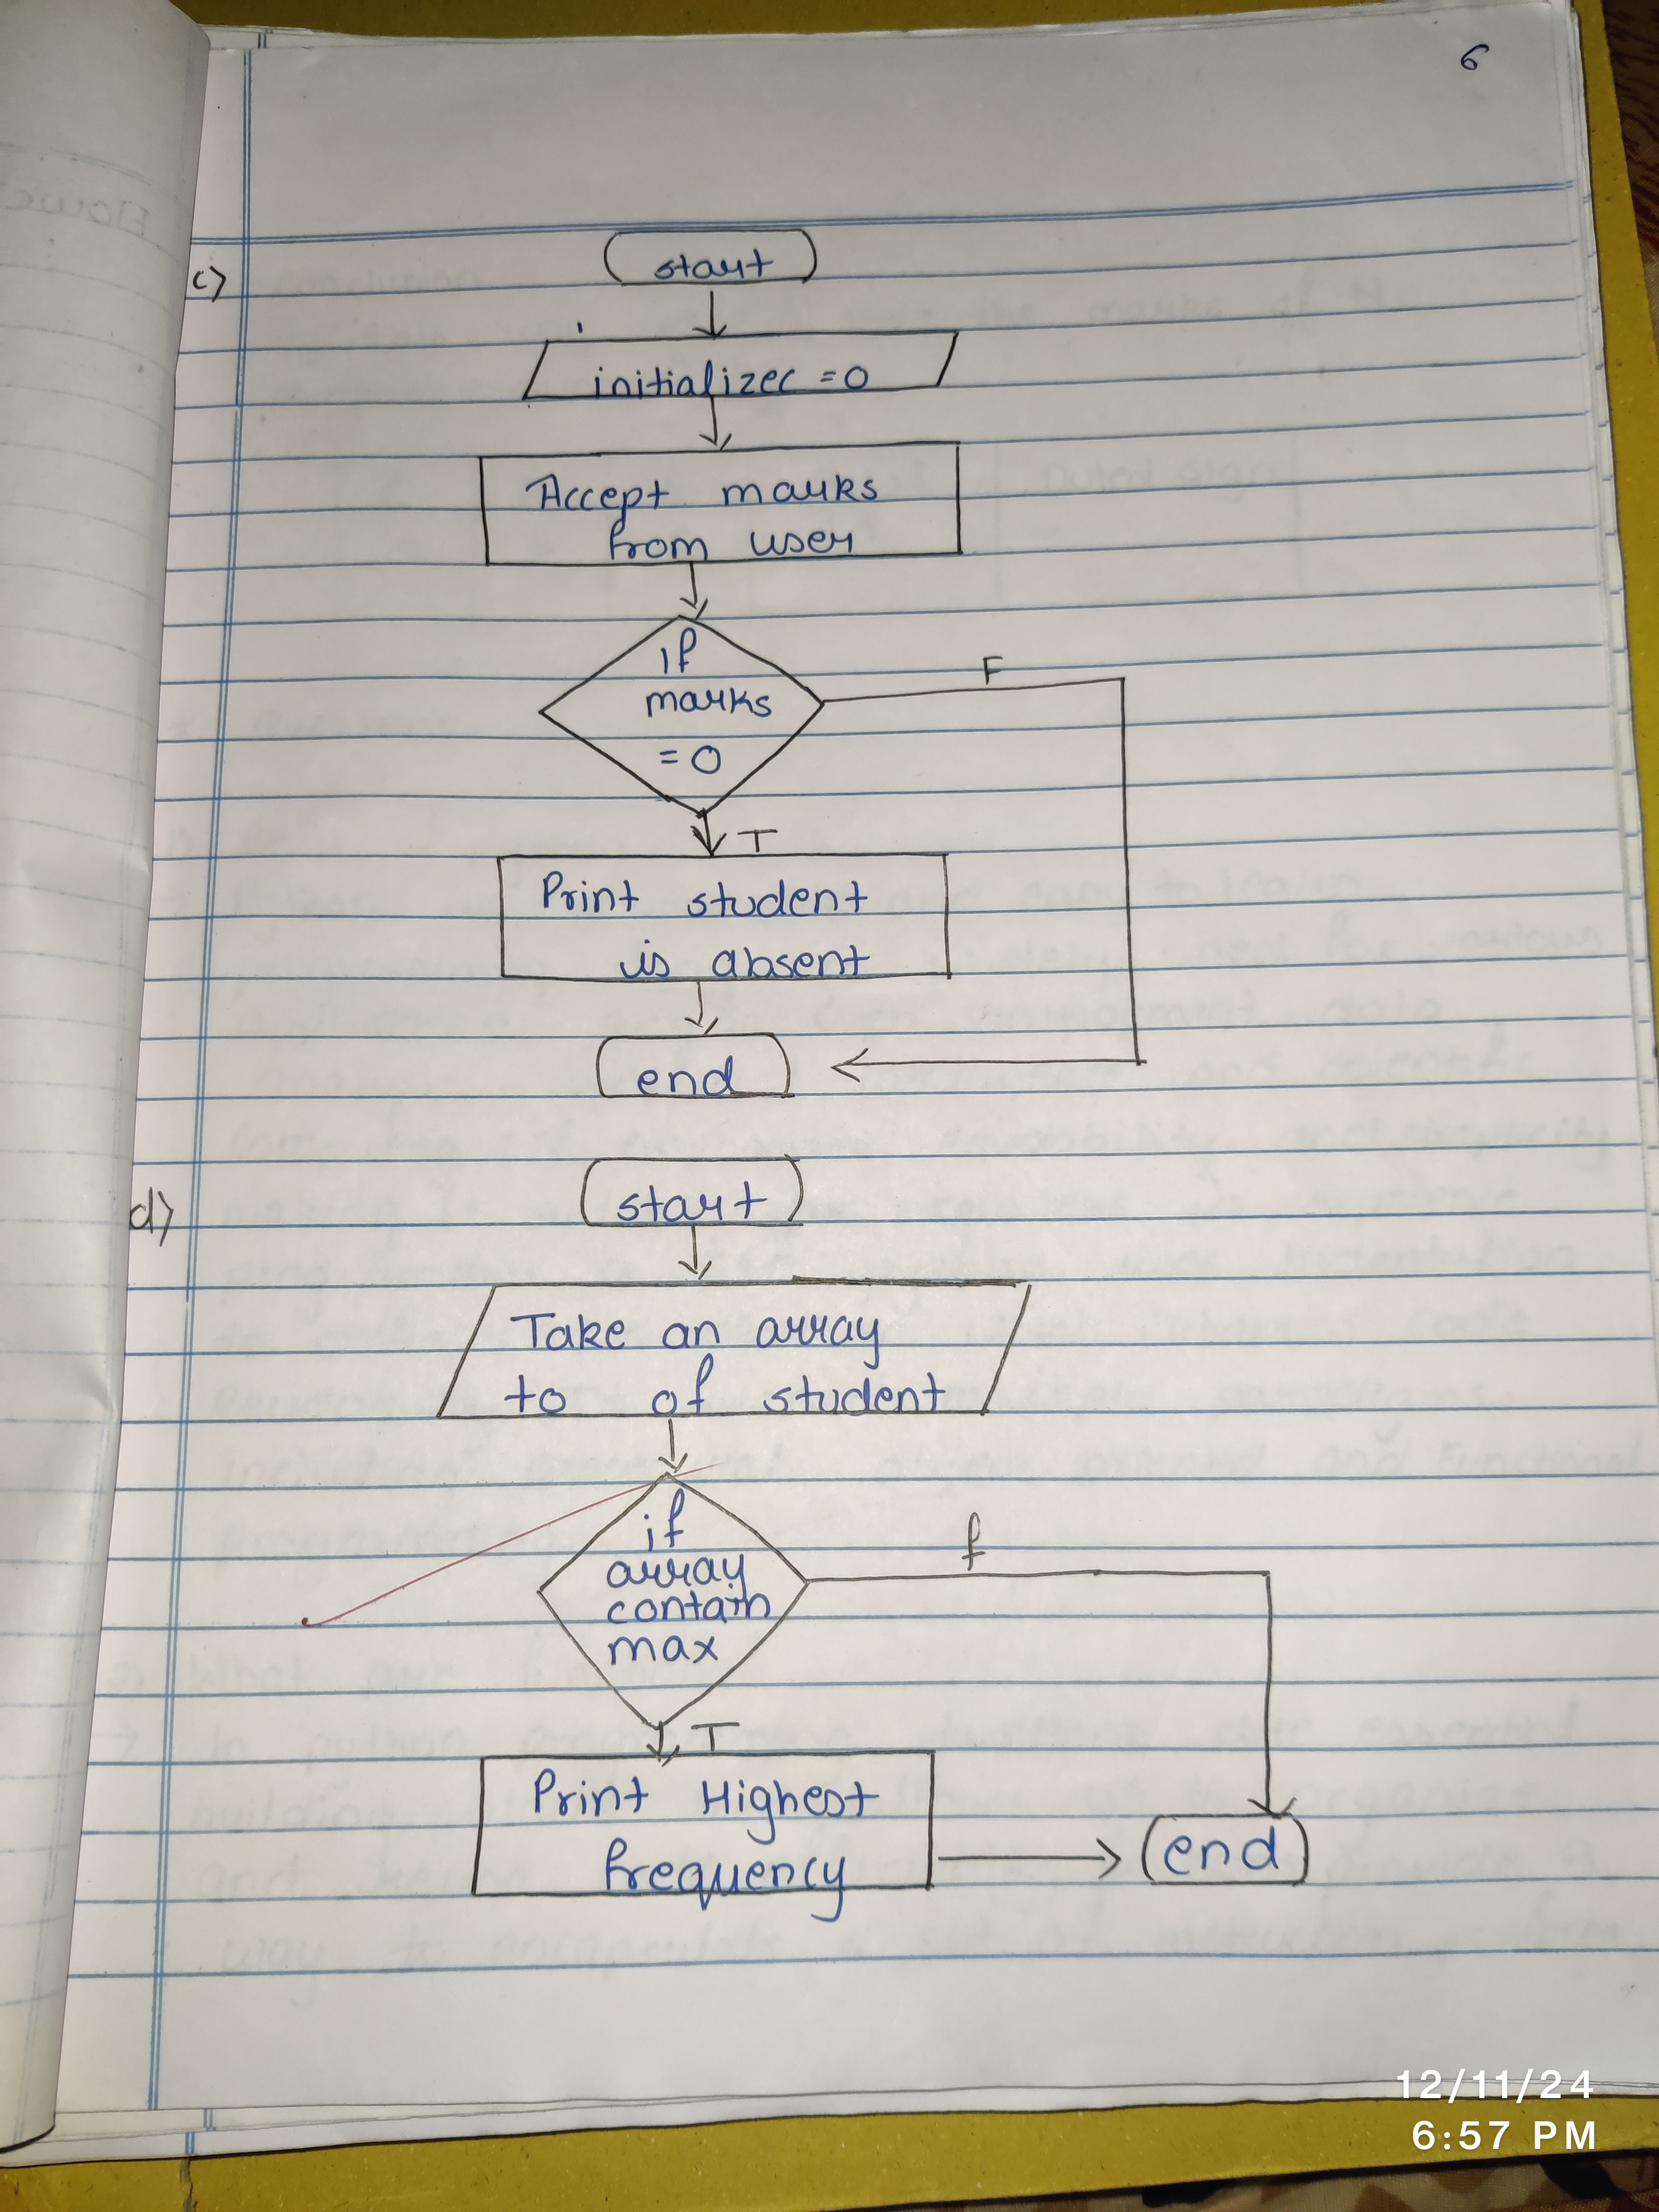 6
c)
start
initializec = 0
Accept marks
from user
if
marks
= 0
F
T
Print student
is absent
end
d)
start
Take an array
to of student
if
array
contain
max
f
T
Print Highest
frequency
end
12/11/24
6:57 PM